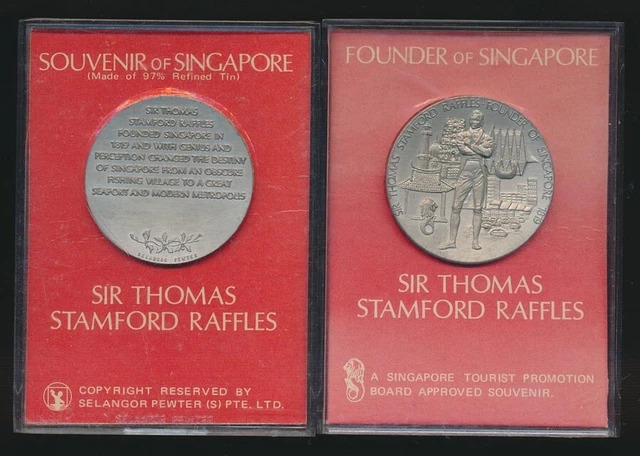 SOUVENIR OF SINGAPORE
(Made of 97% Refined Tin)
SIR THOMAS
STAMFORD RAFFLES
FOUNDED SINGAPORE IN
1819 AND WITH GENIUS AND
PERCEPTION CHANGED THE DESTINY
OF SINGAPORE FROM AN OBSCURE
FISHING VILLAGE TO A GREAT
SEAPORT AND MODERN METROPOLIS
SELANGOR PEWTER
SIR THOMAS
STAMFORD RAFFLES
COPYRIGHT RESERVED BY
SELANGOR PEWTER (S) PTE. LTD.
FOUNDER OF SINGAPORE
SIR THOMAS STAMFORD RAFFLES FOUNDER OF SINGAPORE 1819
SIR THOMAS
STAMFORD RAFFLES
A SINGAPORE TOURIST PROMOTION
BOARD APPROVED SOUVENIR.